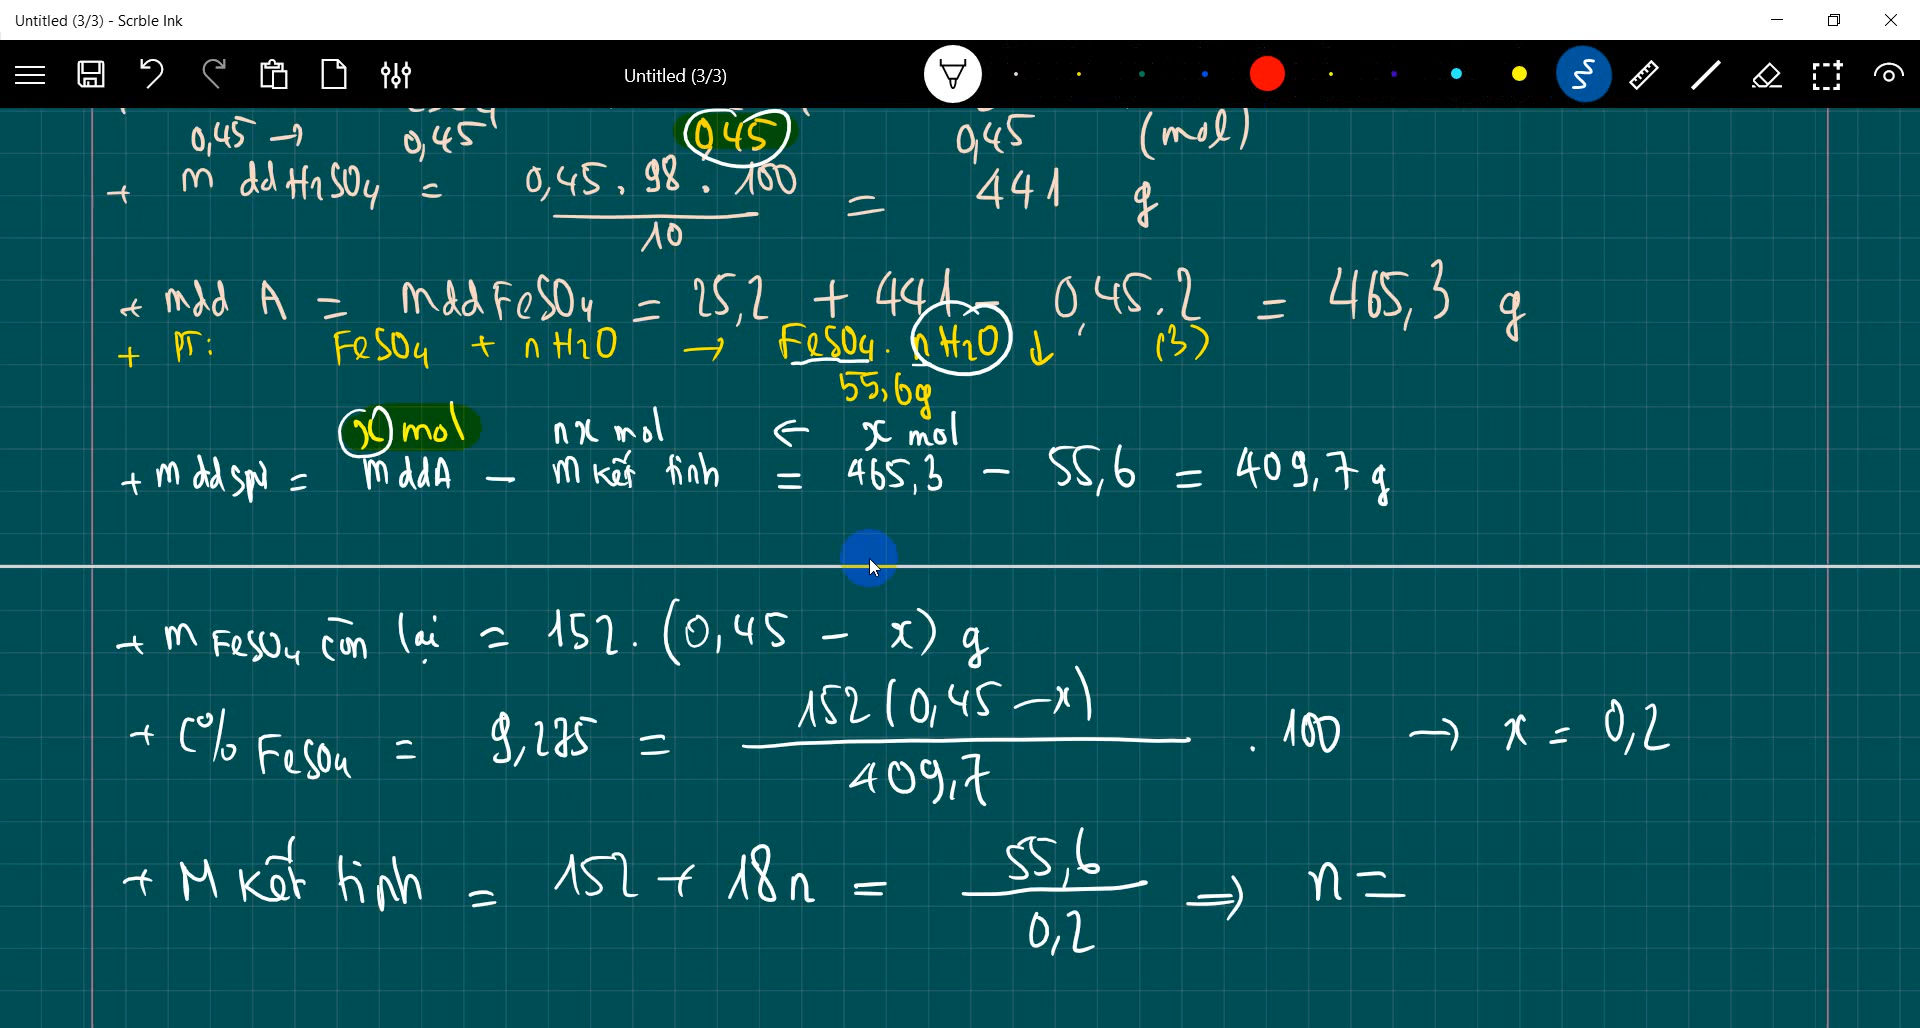 Untitled (3/3) - Scrble Ink
Untitled (3/3)
0,45 → 0,45 0,45 0,45 (mol)
+ m dd H2SO4 = 0,45 . 98 . 100 / 10 = 441 g
+ mdd A = mdd FeSO4 = 25,2 + 441 - 0,45.2 = 465,3 g
+ PT: FeSO4 + nH2O → FeSO4. nH2O ↓ (3)
55,6g
x mol nx mol ← x mol
+ m dd spư = m ddA - m kết tinh = 465,3 - 55,6 = 409,7 g
+ m FeSO4 còn lại = 152. (0,45 - x) g
+ C% FeSO4 = 9,275 = 152(0,45-x) / 409,7 . 100 → x = 0,2
+ M kết tinh = 152 + 18n = 55,6 / 0,2 ⇒ n =